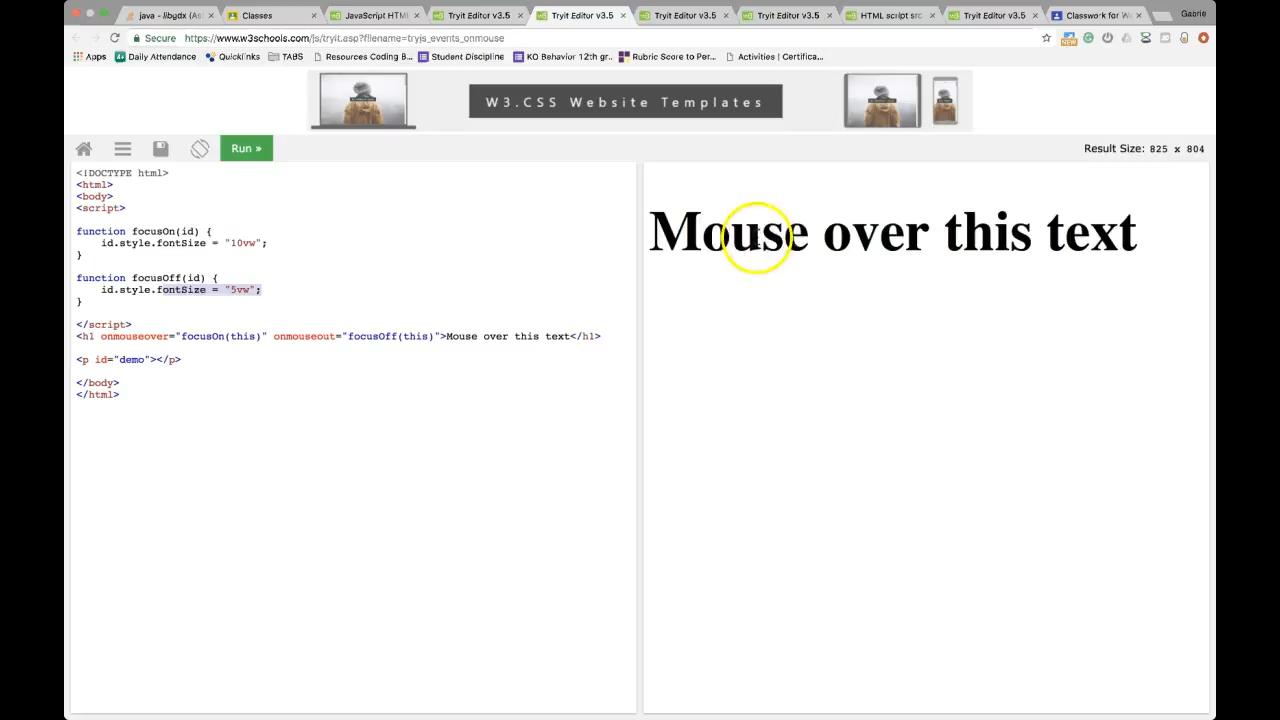 java - libgdx (As
Classes
JavaScript HTML
Tryit Editor v3.5
Tryit Editor v3.5
Tryit Editor v3.5
Tryit Editor v3.5
HTML script src
Tryit Editor v3.5
Classwork for W
Gabrie
Secure https://www.w3schools.com/js/tryit.asp?filename=tryjs_events_onmouse
Apps
Daily Attendance
Quicklinks
TABS
Resources Coding B...
Student Discipline
KO Behavior 12th gr..
Rubric Score to Per...
Activities | Certifica...
NEW
W3.CSS Website Templates
Run »
Result Size: 825 x 804
<!DOCTYPE html>
<html>
<body>
<script>
function focusOn(id) {
id.style.fontSize = "10vw";
}
function focusOff(id) {
id.style.fontSize = "5vw";
}
</script>
<h1 onmouseover="focusOn(this)" onmouseout="focusOff(this)">Mouse over this text</h1>
<p id="demo"></p>
</body>
</html>
Mouse over this text